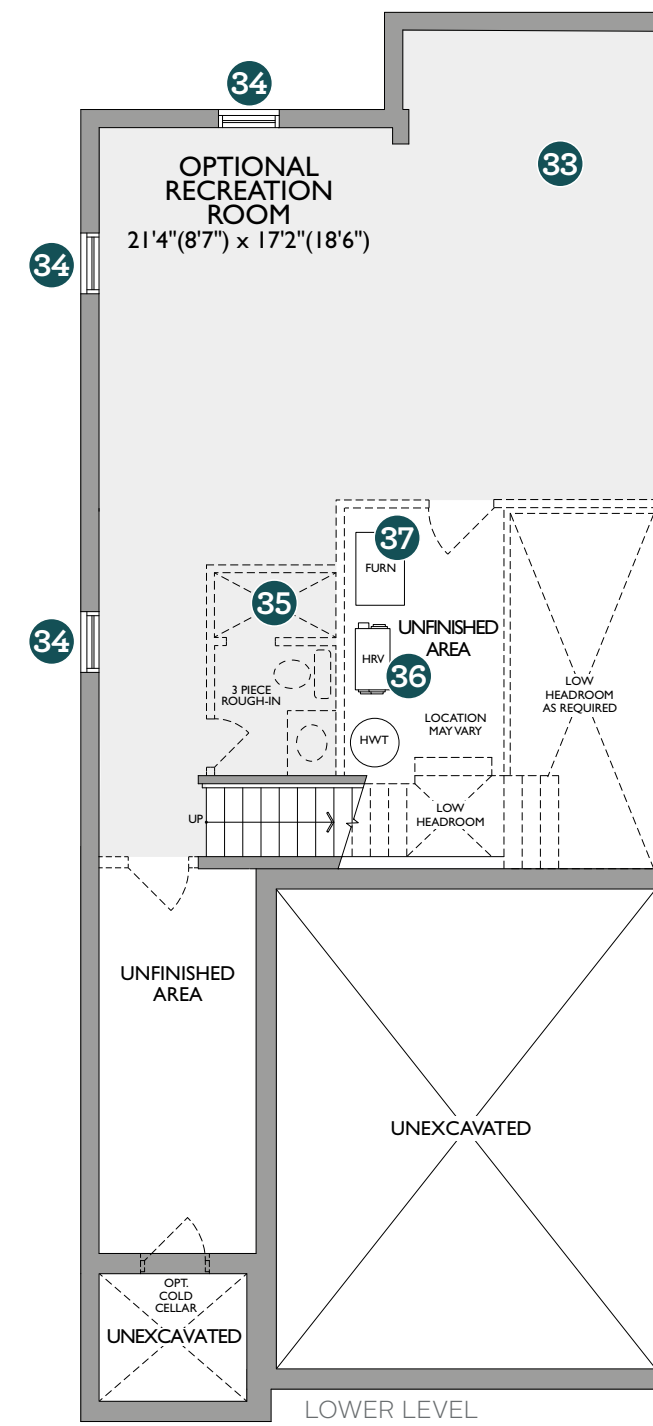 34
33
OPTIONAL
RECREATION
ROOM
21'4"(8'7") x 17'2"(18'6")
34
37
FURN
35
UNFINISHED
AREA
34
HRV
36
3 PIECE
ROUGH-IN
LOW
HEADROOM
AS REQUIRED
LOCATION
MAY VARY
HWT
LOW
HEADROOM
UP
UNFINISHED
AREA
UNEXCAVATED
OPT.
COLD
CELLAR
UNEXCAVATED
LOWER LEVEL